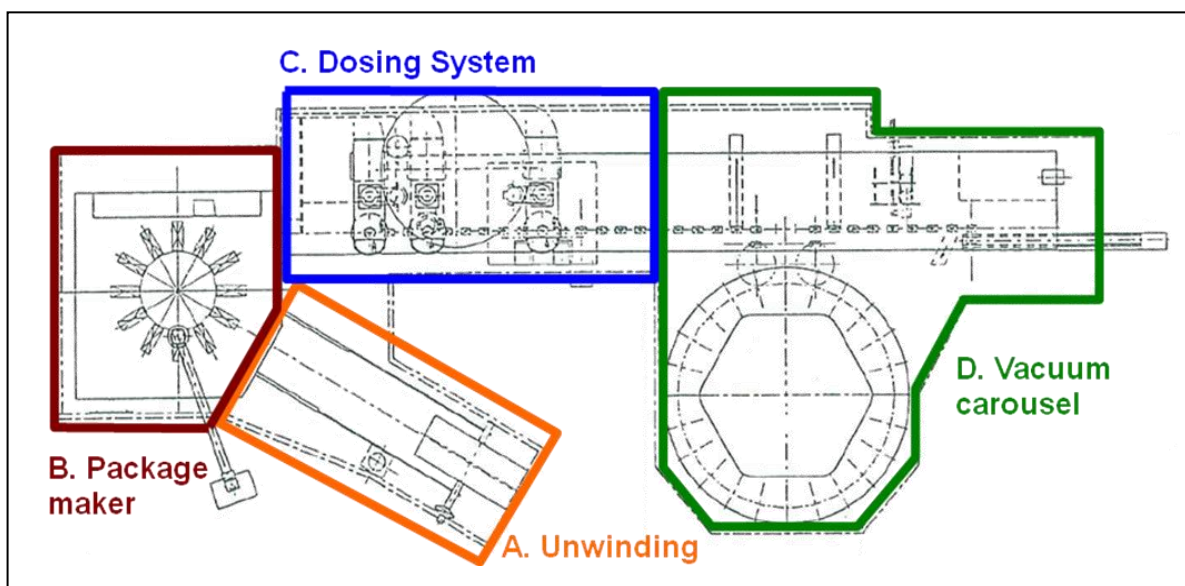 C. Dosing System
D. Vacuum
carousel
B. Package
maker
A. Unwinding